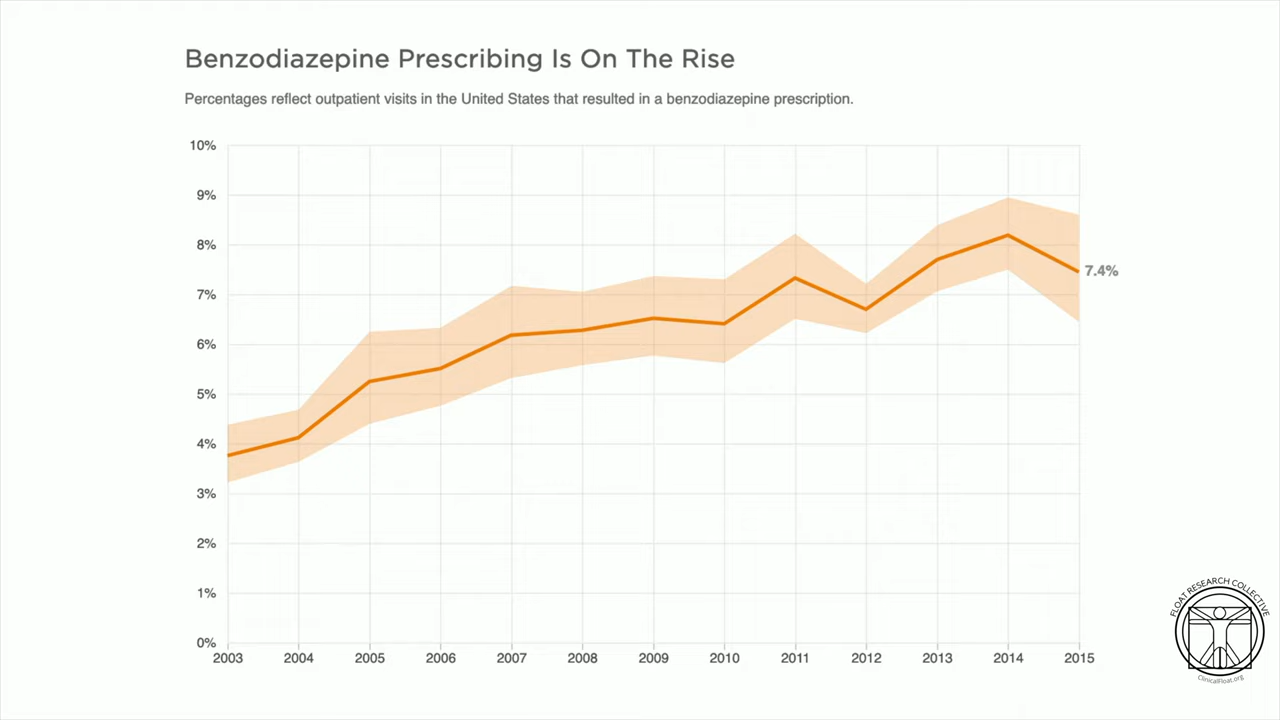 Benzodiazepine Prescribing Is On The Rise
Percentages reflect outpatient visits in the United States that resulted in a benzodiazepine prescription.
10%
9%
8%
7%
6%
5%
4%
3%
2%
1%
0%
7.4%
2003 2004 2005 2006 2007 2008 2009 2010 2011 2012 2013 2014 2015
FLOAT RESEARCH COLLECTIVE
ClinicalFloat.org